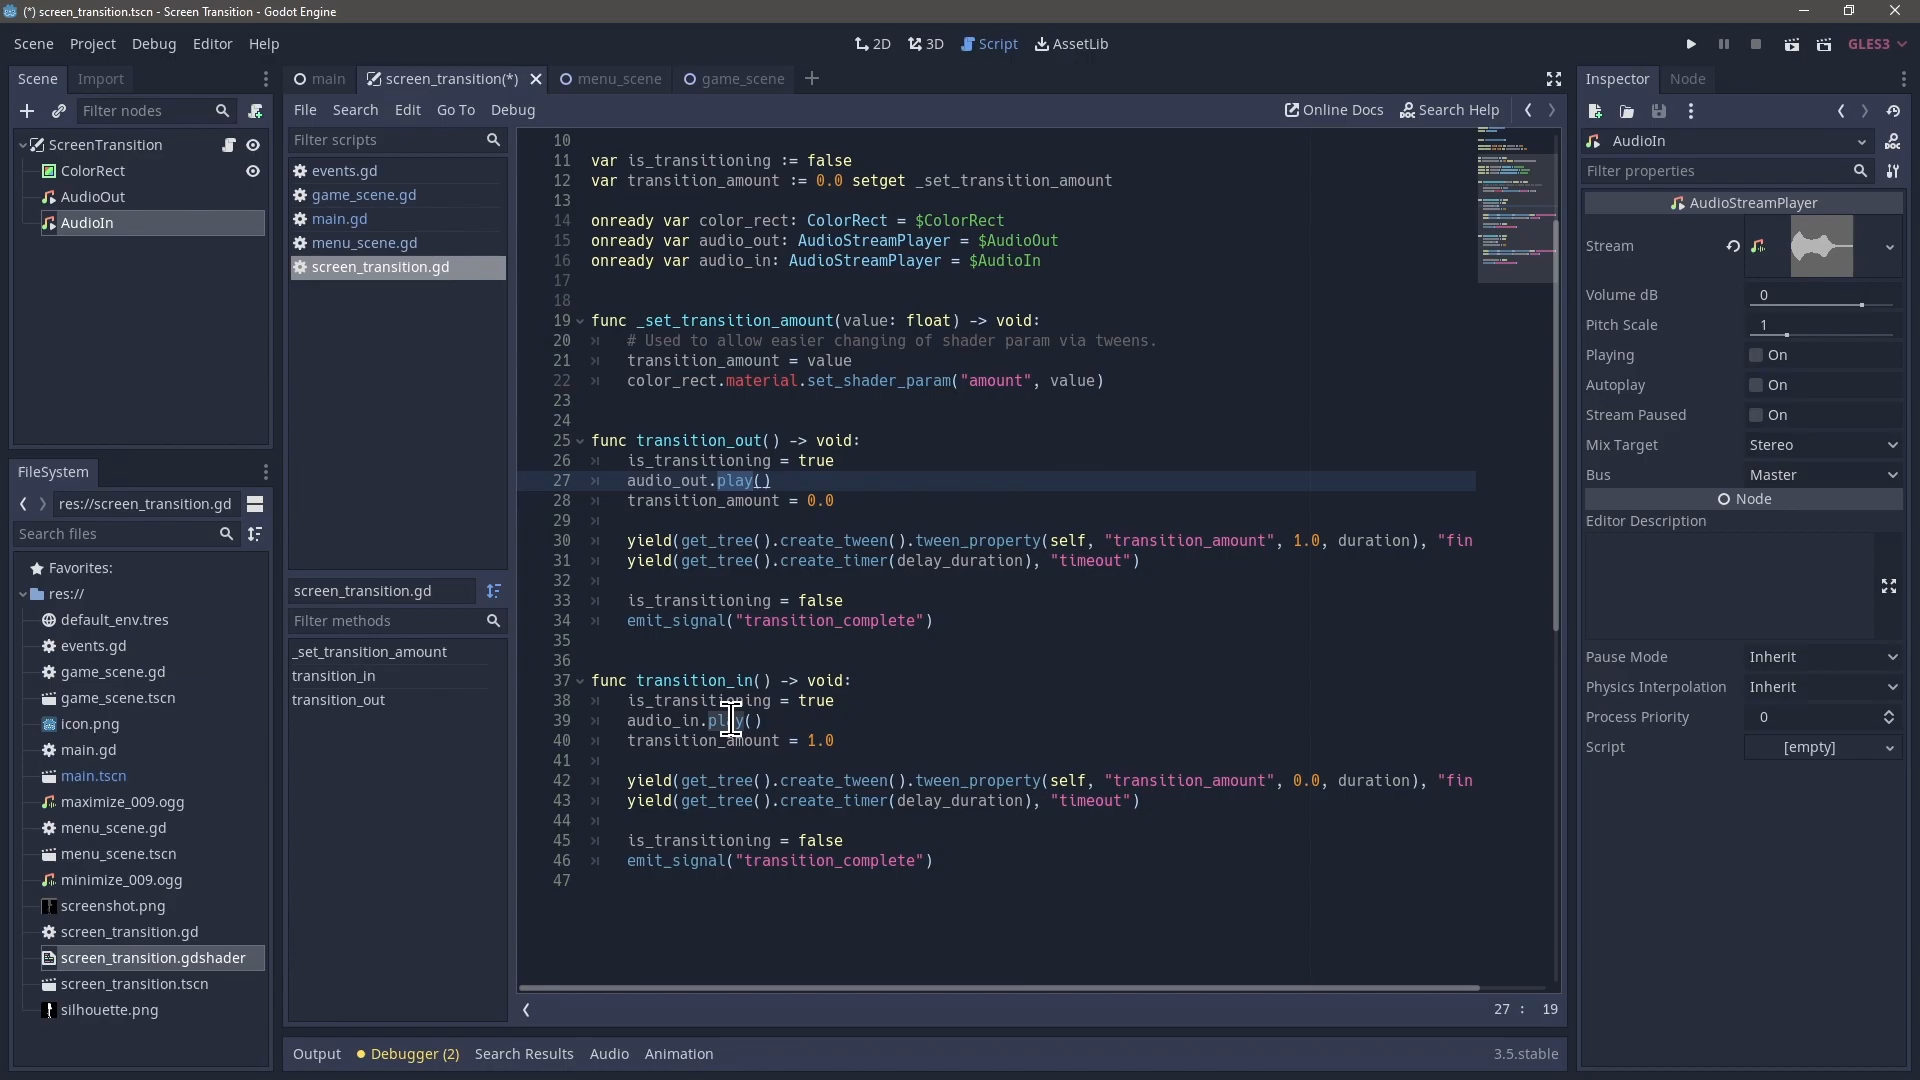 (*) screen_transition.tscn - Screen Transition - Godot Engine
Scene Project Debug Editor Help
2D 3D Script AssetLib
GLES3
Scene Import
Filter nodes
ScreenTransition
ColorRect
AudioOut
AudioIn
FileSystem
res://screen_transition.gd
Search files
Favorites:
res://
default_env.tres
events.gd
game_scene.gd
game_scene.tscn
icon.png
main.gd
main.tscn
maximize_009.ogg
menu_scene.gd
menu_scene.tscn
minimize_009.ogg
screenshot.png
screen_transition.gd
screen_transition.gdshader
screen_transition.tscn
silhouette.png
main screen_transition(*) menu_scene game_scene
File Search Edit Go To Debug
Online Docs Search Help
Filter scripts
events.gd
game_scene.gd
main.gd
menu_scene.gd
screen_transition.gd
screen_transition.gd
Filter methods
_set_transition_amount
transition_in
transition_out
10
11 var is_transitioning := false
12 var transition_amount := 0.0 setget _set_transition_amount
13
14 onready var color_rect: ColorRect = $ColorRect
15 onready var audio_out: AudioStreamPlayer = $AudioOut
16 onready var audio_in: AudioStreamPlayer = $AudioIn
17
18
19 func _set_transition_amount(value: float) -> void:
20 # Used to allow easier changing of shader param via tweens.
21 transition_amount = value
22 color_rect.material.set_shader_param("amount", value)
23
24
25 func transition_out() -> void:
26 is_transitioning = true
27 audio_out.play()
28 transition_amount = 0.0
29
30 yield(get_tree().create_tween().tween_property(self, "transition_amount", 1.0, duration), "fin
31 yield(get_tree().create_timer(delay_duration), "timeout")
32
33 is_transitioning = false
34 emit_signal("transition_complete")
35
36
37 func transition_in() -> void:
38 is_transitioning = true
39 audio_in.play()
40 transition_amount = 1.0
41
42 yield(get_tree().create_tween().tween_property(self, "transition_amount", 0.0, duration), "fin
43 yield(get_tree().create_timer(delay_duration), "timeout")
44
45 is_transitioning = false
46 emit_signal("transition_complete")
47
27 : 19
Output Debugger (2) Search Results Audio Animation
3.5.stable
Inspector Node
AudioIn
Filter properties
AudioStreamPlayer
Stream
Volume dB 0
Pitch Scale 1
Playing On
Autoplay On
Stream Paused On
Mix Target Stereo
Bus Master
Node
Editor Description
Pause Mode Inherit
Physics Interpolation Inherit
Process Priority 0
Script [empty]